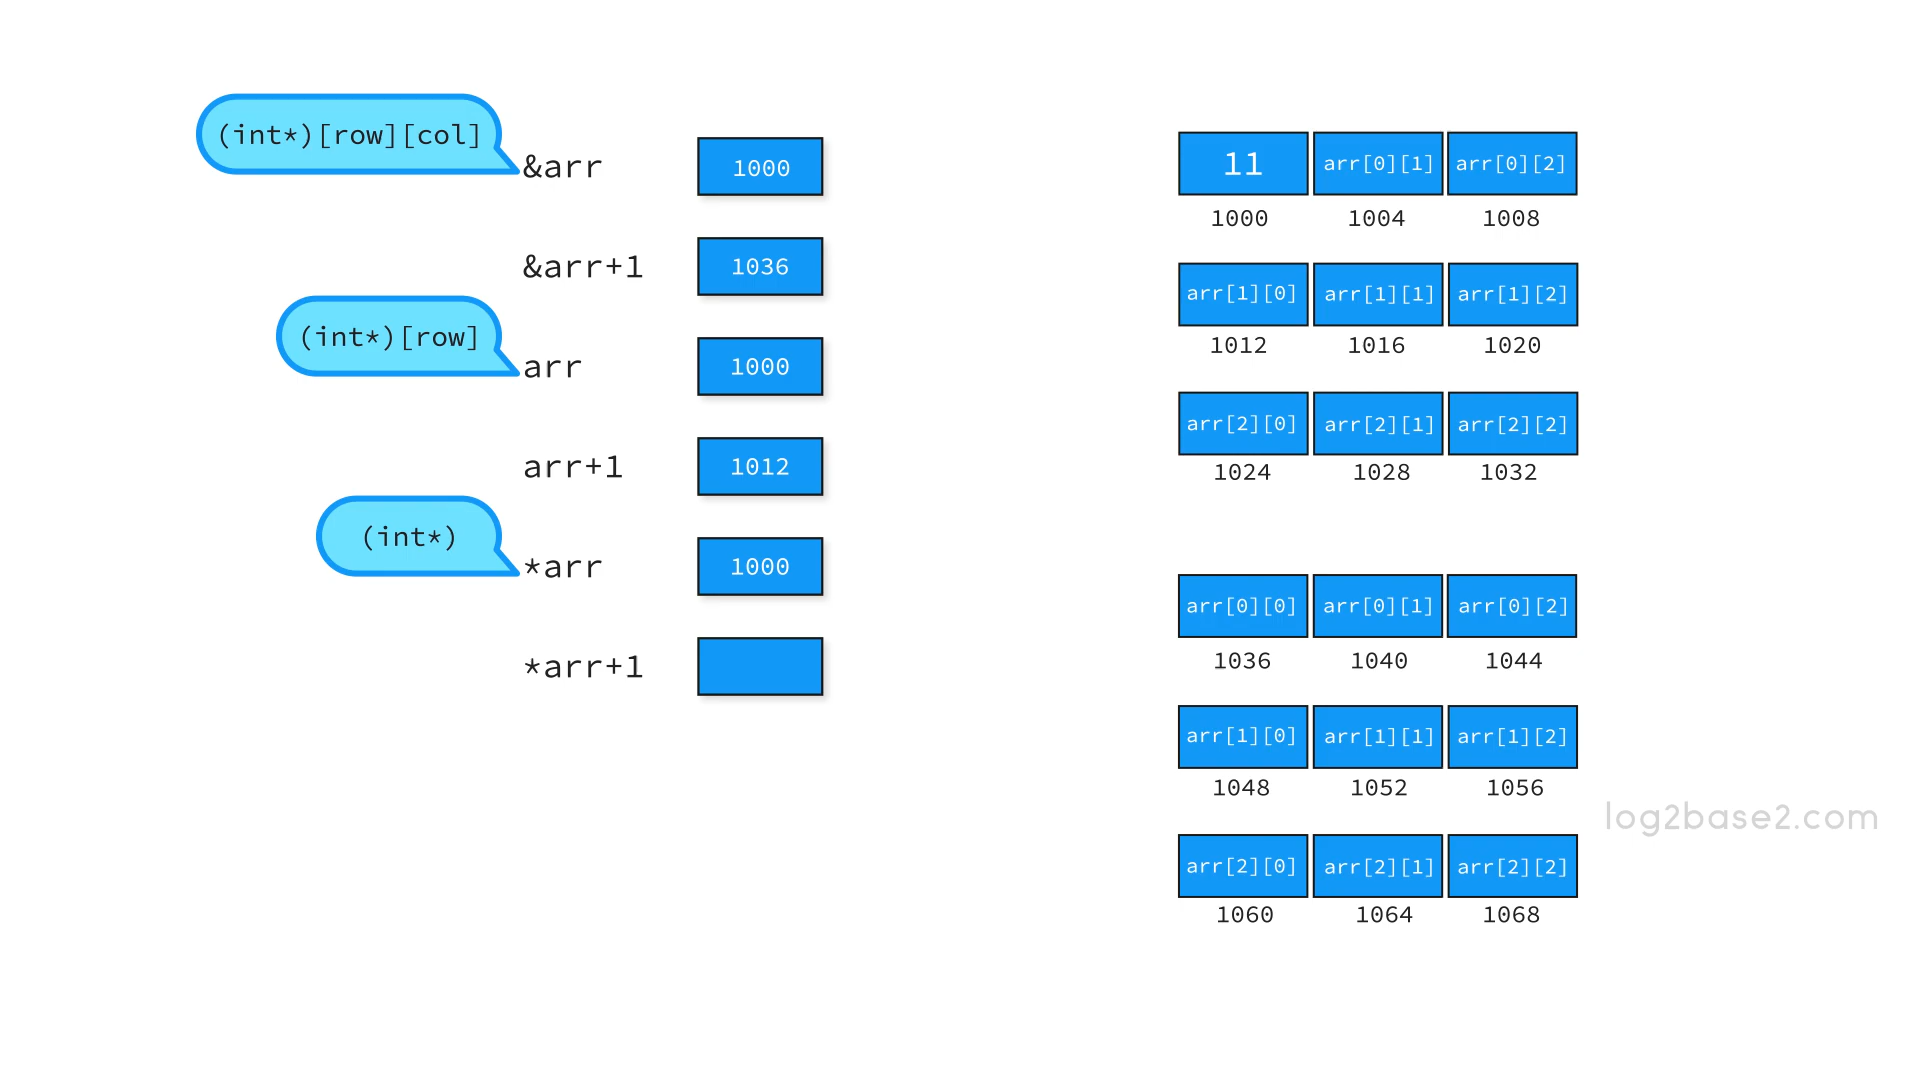 (int*)[row][col]
&arr
1000
&arr+1
1036
(int*)[row]
arr
1000
arr+1
1012
(int*)
*arr
1000
*arr+1
11 arr[0][1] arr[0][2]
1000 1004 1008
arr[1][0] arr[1][1] arr[1][2]
1012 1016 1020
arr[2][0] arr[2][1] arr[2][2]
1024 1028 1032
arr[0][0] arr[0][1] arr[0][2]
1036 1040 1044
arr[1][0] arr[1][1] arr[1][2]
1048 1052 1056
arr[2][0] arr[2][1] arr[2][2]
1060 1064 1068
log2base2.com